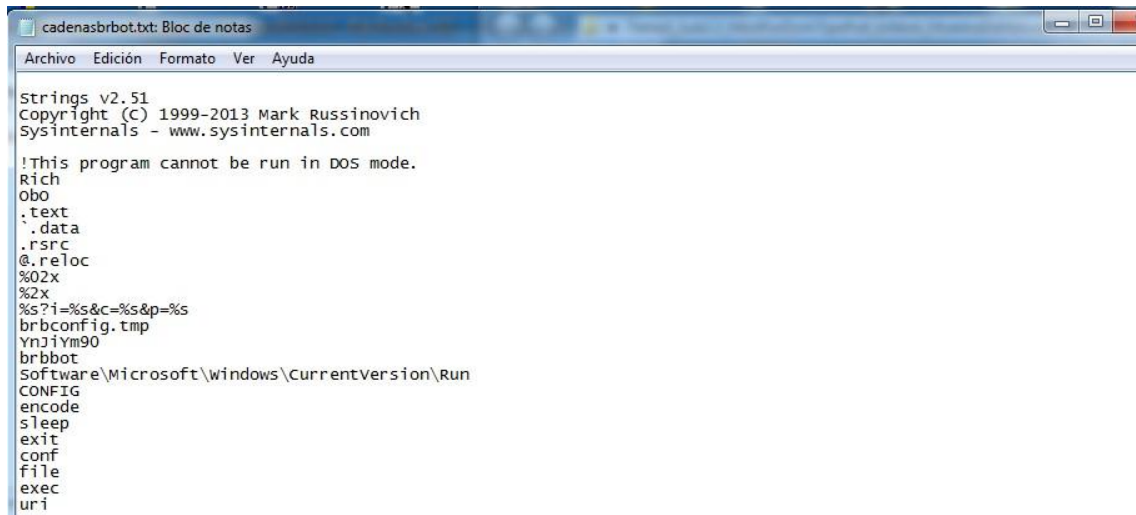 cadenasbrbot.txt: Bloc de notas
Archivo Edición Formato Ver Ayuda
Strings v2.51
Copyright (C) 1999-2013 Mark Russinovich
Sysinternals - www.sysinternals.com
!This program cannot be run in DOS mode.
Rich
ObO
.text
`.data
.rsrc
@.reloc
%02x
%2x
%s?i=%s&c=%s&p=%s
brbconfig.tmp
YnJiYm90
brbbot
Software\Microsoft\Windows\CurrentVersion\Run
CONFIG
encode
sleep
exit
conf
file
exec
uri